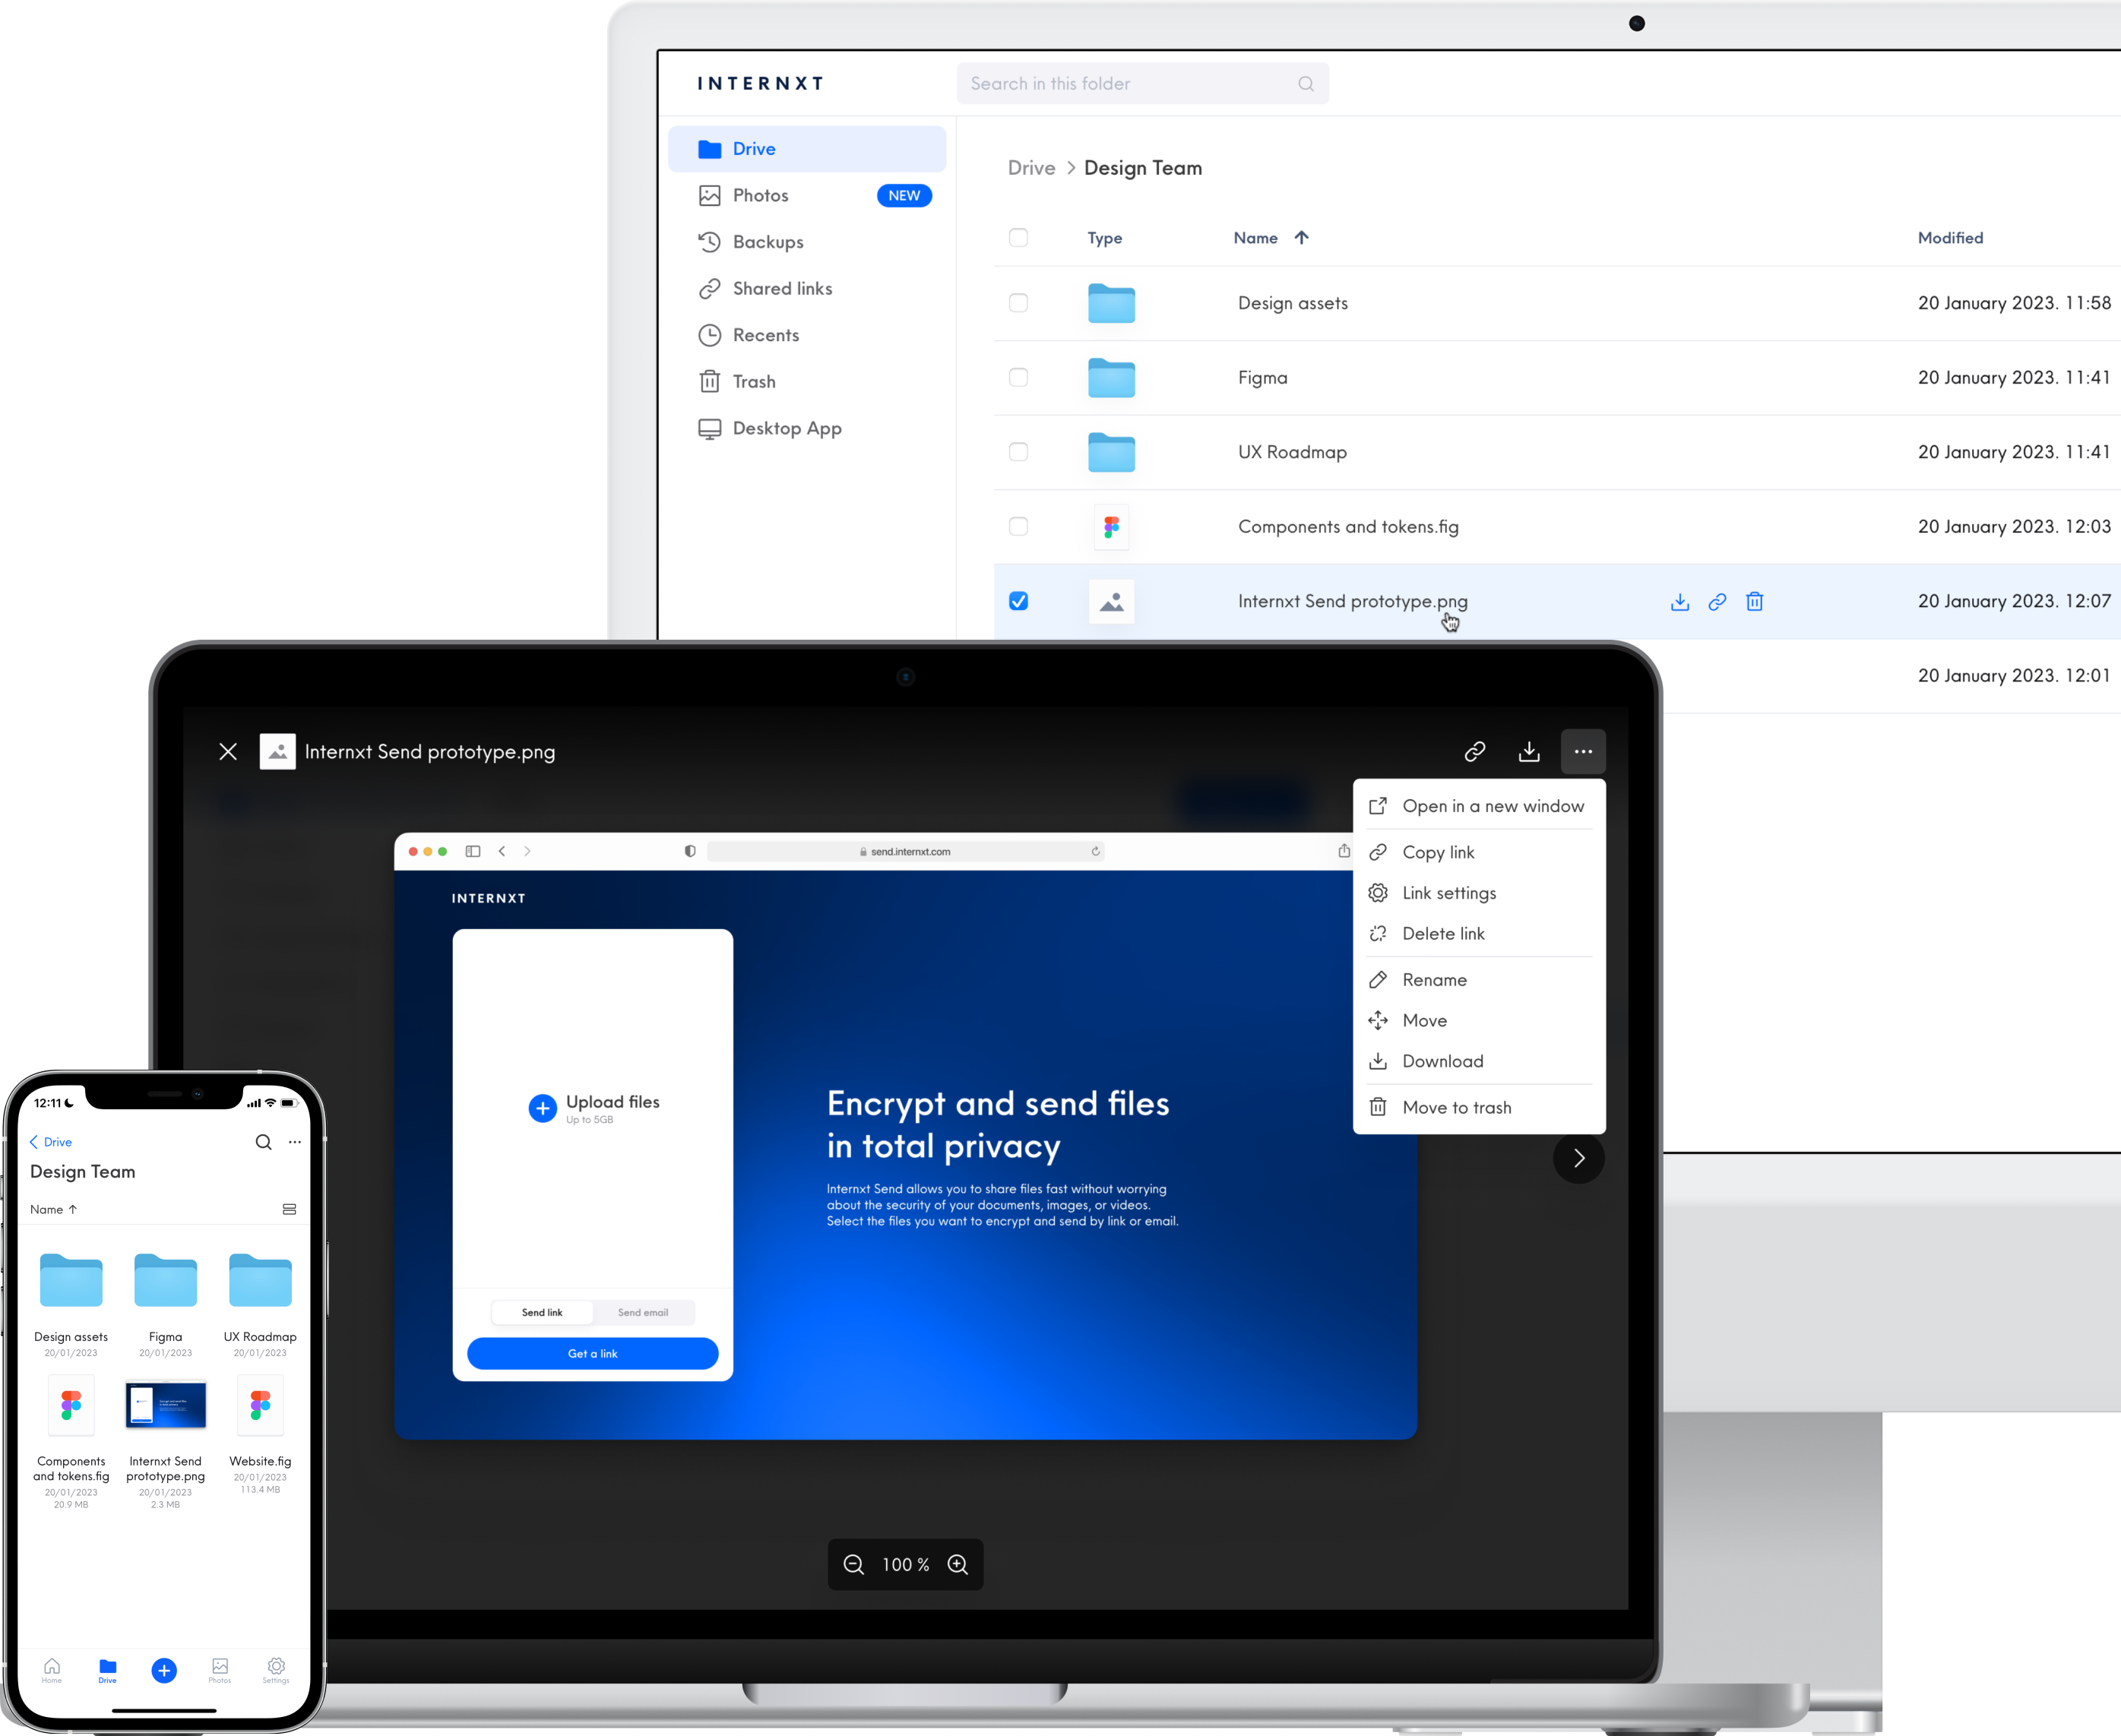 INTERNXT
Search in this folder
Drive
Photos
NEW
Backups
Shared links
Recents
Trash
Desktop App
Drive > Design Team
Type
Name
Modified
Design assets
20 January 2023. 11:58
Figma
20 January 2023. 11:41
UX Roadmap
20 January 2023. 11:41
Components and tokens.fig
20 January 2023. 12:03
Internxt Send prototype.png
20 January 2023. 12:07
20 January 2023. 12:01
Internxt Send prototype.png
Open in a new window
Copy link
Link settings
Delete link
Rename
Move
Download
Move to trash
send.internxt.com
INTERNXT
Upload files
Up to 5GB
Send link
Send email
Get a link
Encrypt and send files
in total privacy
Internxt Send allows you to share files fast without worrying
about the security of your documents, images, or videos.
Select the files you want to encrypt and send by link or email.
100 %
12:11
Drive
Design Team
Name
Design assets
20/01/2023
Figma
20/01/2023
UX Roadmap
20/01/2023
Components
and tokens.fig
20/01/2023
20.9 MB
Internxt Send
prototype.png
20/01/2023
2.3 MB
Website.fig
20/01/2023
113.4 MB
Home
Drive
Photos
Settings